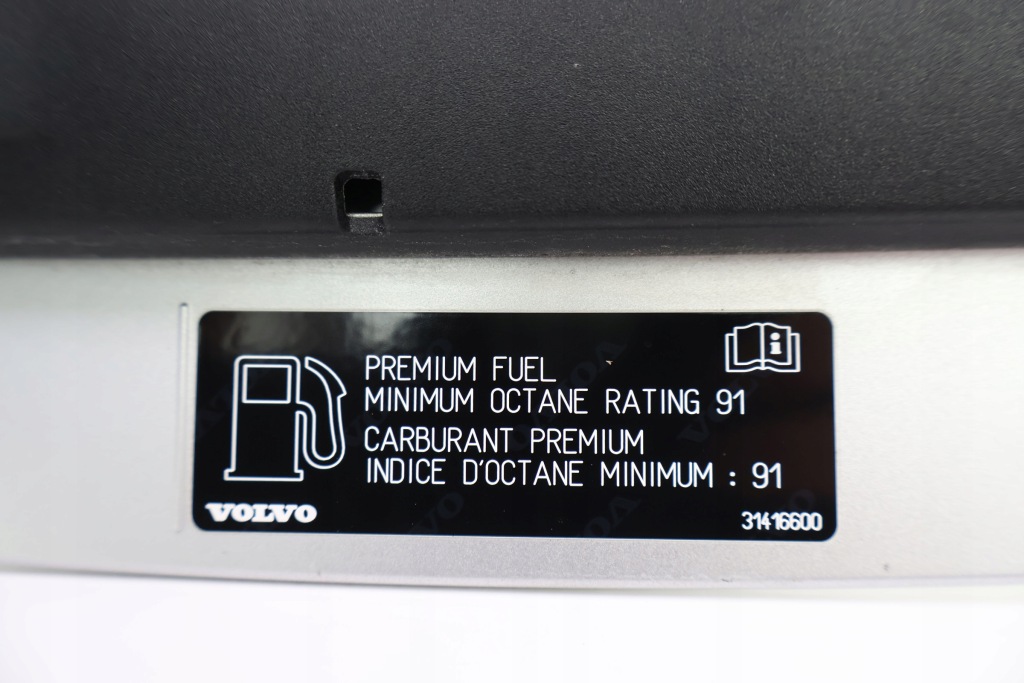 PREMIUM FUEL
MINIMUM OCTANE RATING 91
CARBURANT PREMIUM
INDICE D'OCTANE MINIMUM : 91
VOLVO
31416600